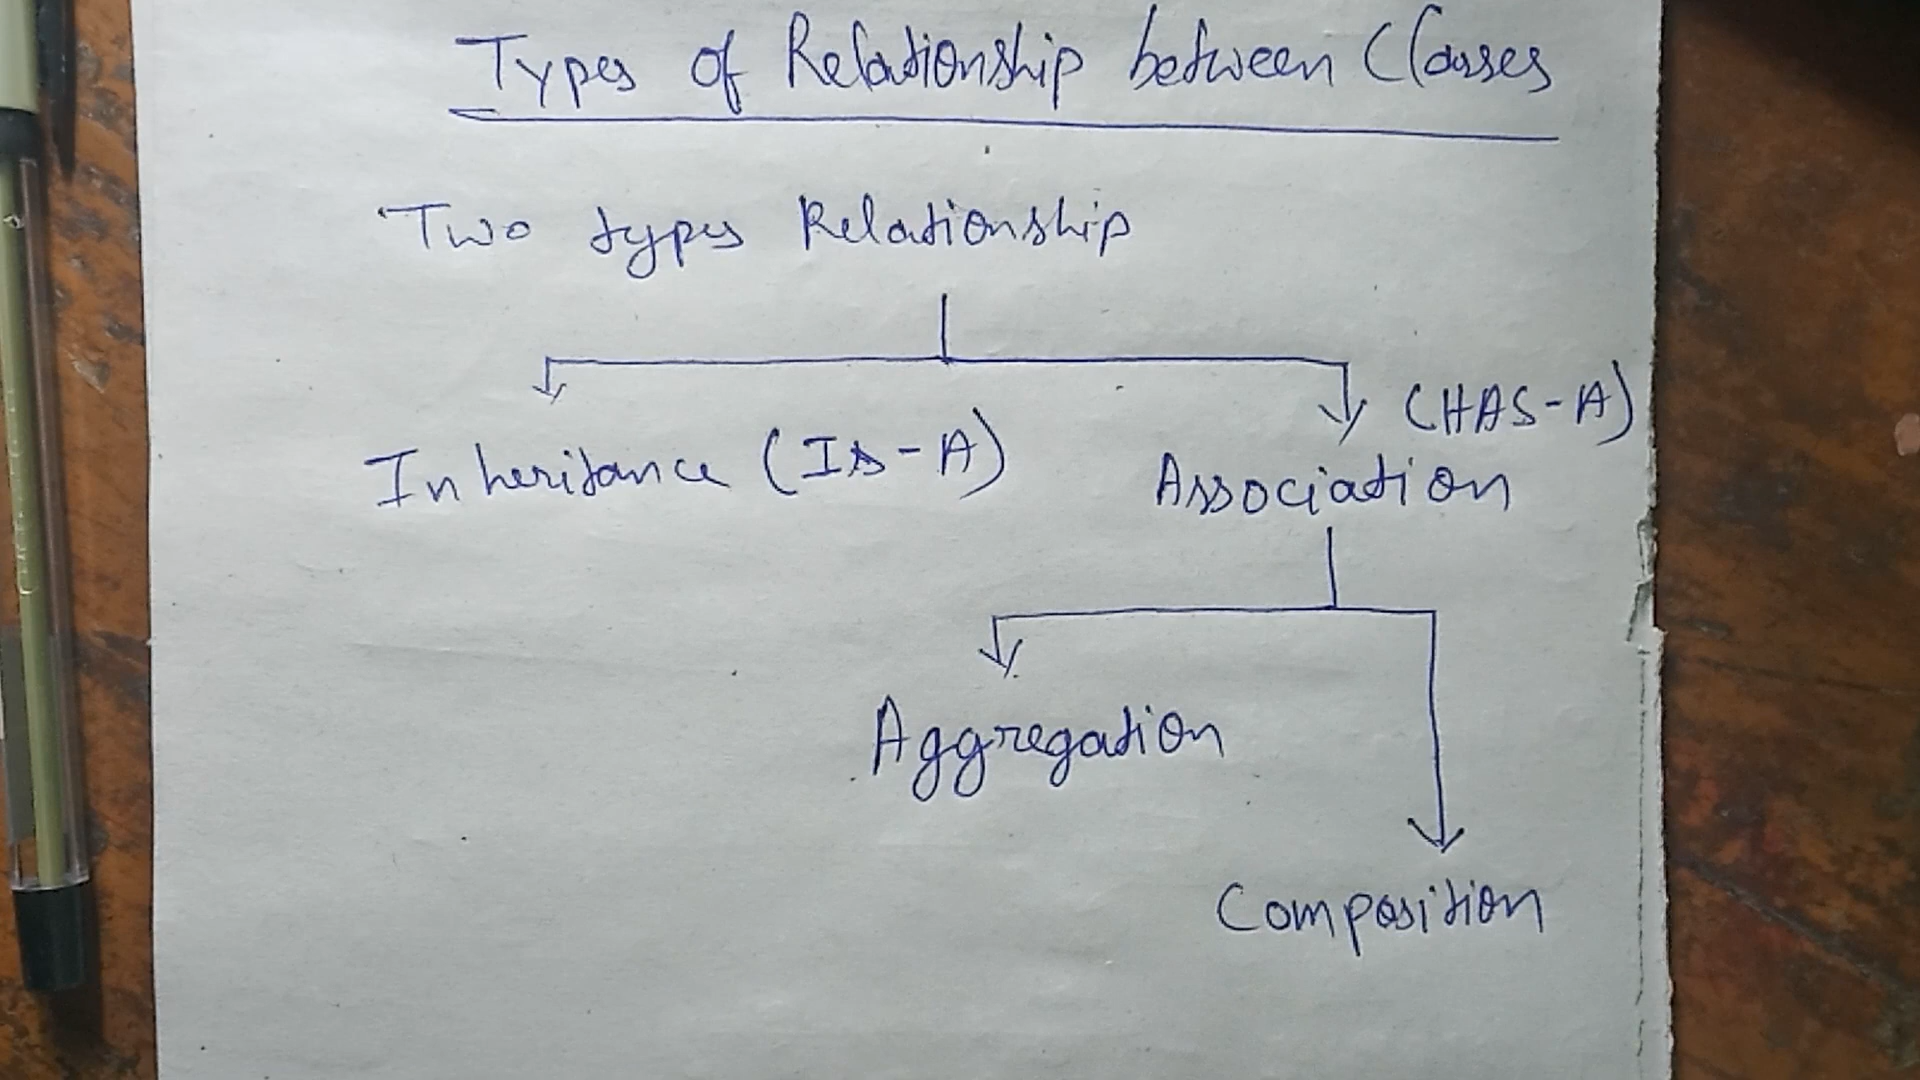 Types of Relationship between Classes
Two types Relationship
Inheritance (IS-A)
(HAS-A)
Association
Aggregation
Composition